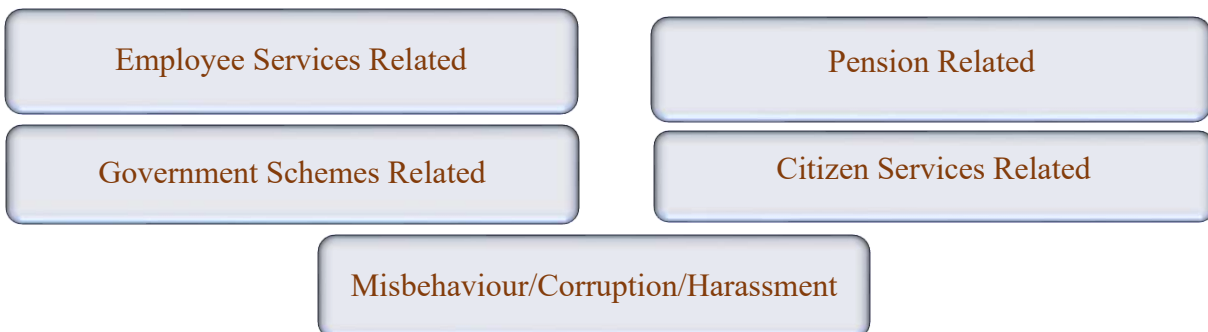 Employee Services Related
Pension Related
Government Schemes Related
Citizen Services Related
Misbehaviour/Corruption/Harassment